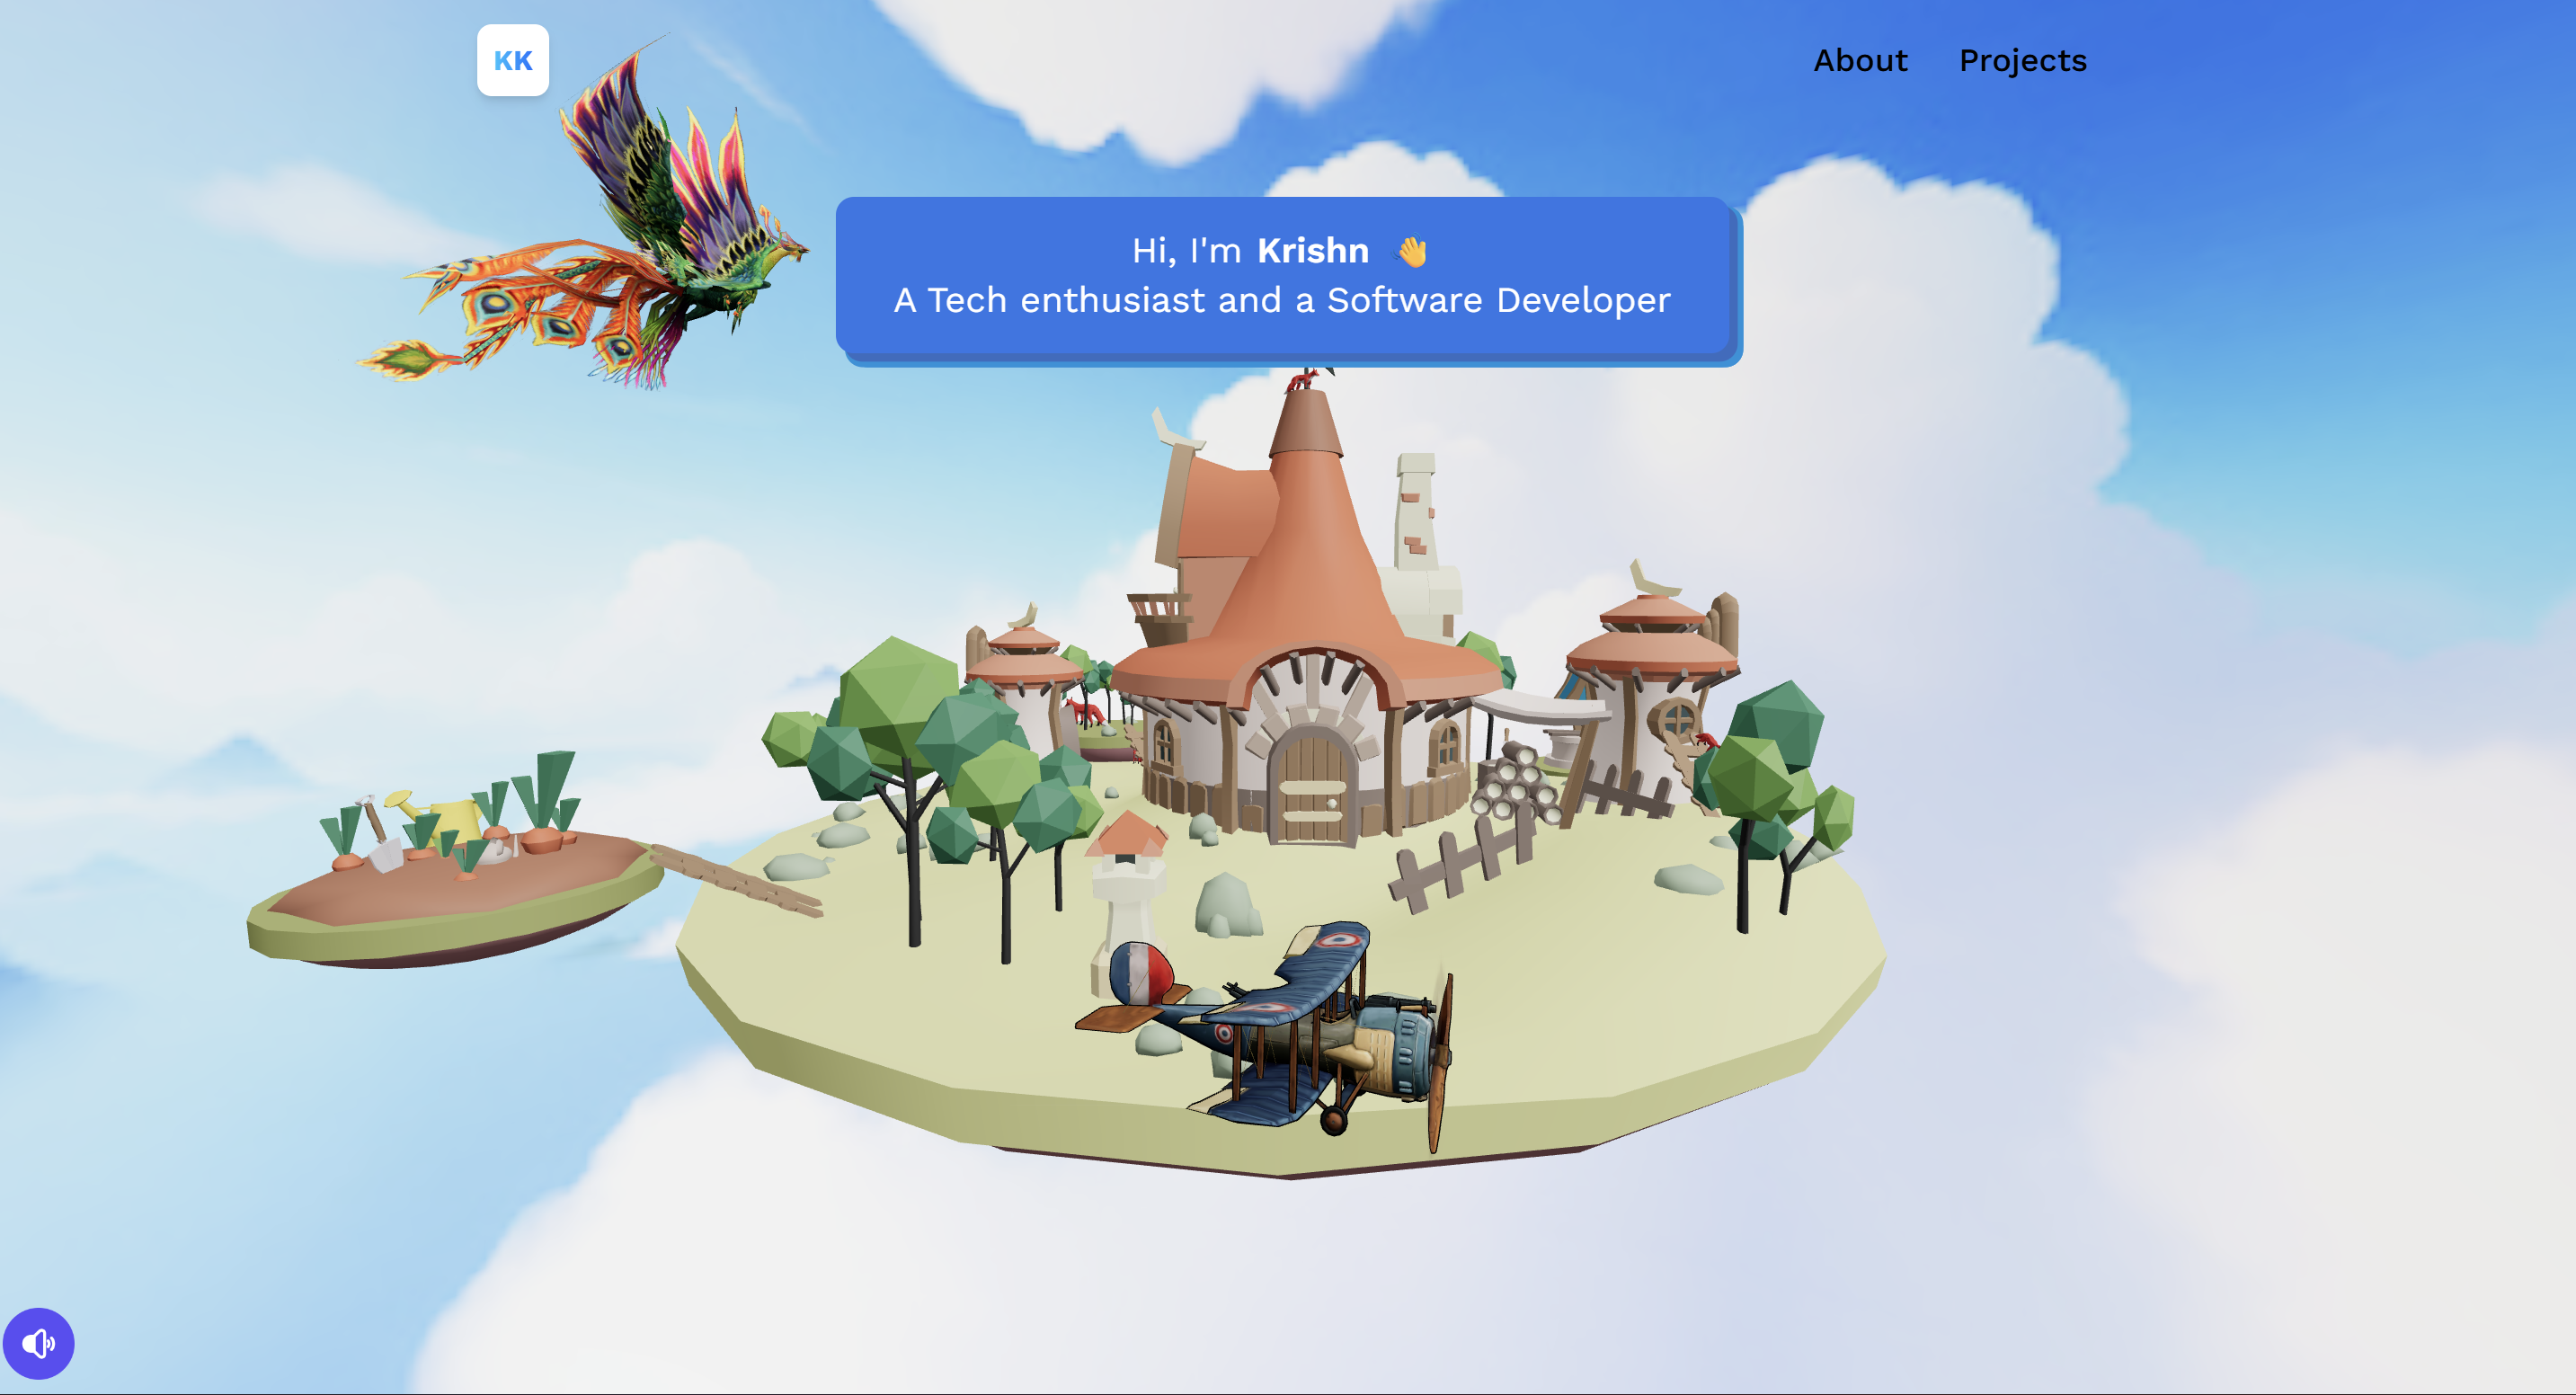 KK
About
Projects
Hi, I'm Krishn 👋
A Tech enthusiast and a Software Developer